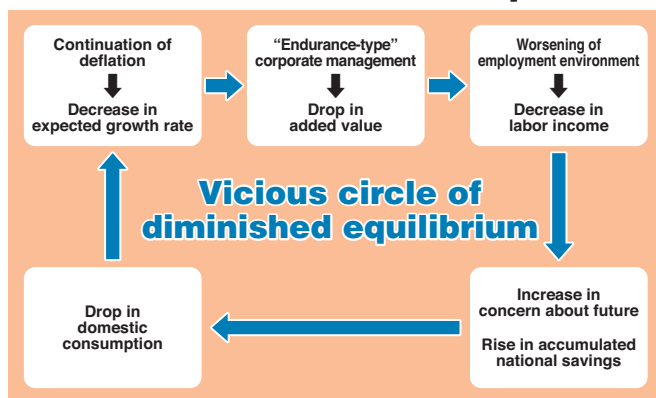 Continuation of
deflation
Decrease in
expected growth rate
“Endurance-type”
corporate management
Drop in
added value
Worsening of
employment environment
Decrease in
labor income
Vicious circle of
diminished equilibrium
Drop in
domestic
consumption
Increase in
concern about future
Rise in accumulated
national savings